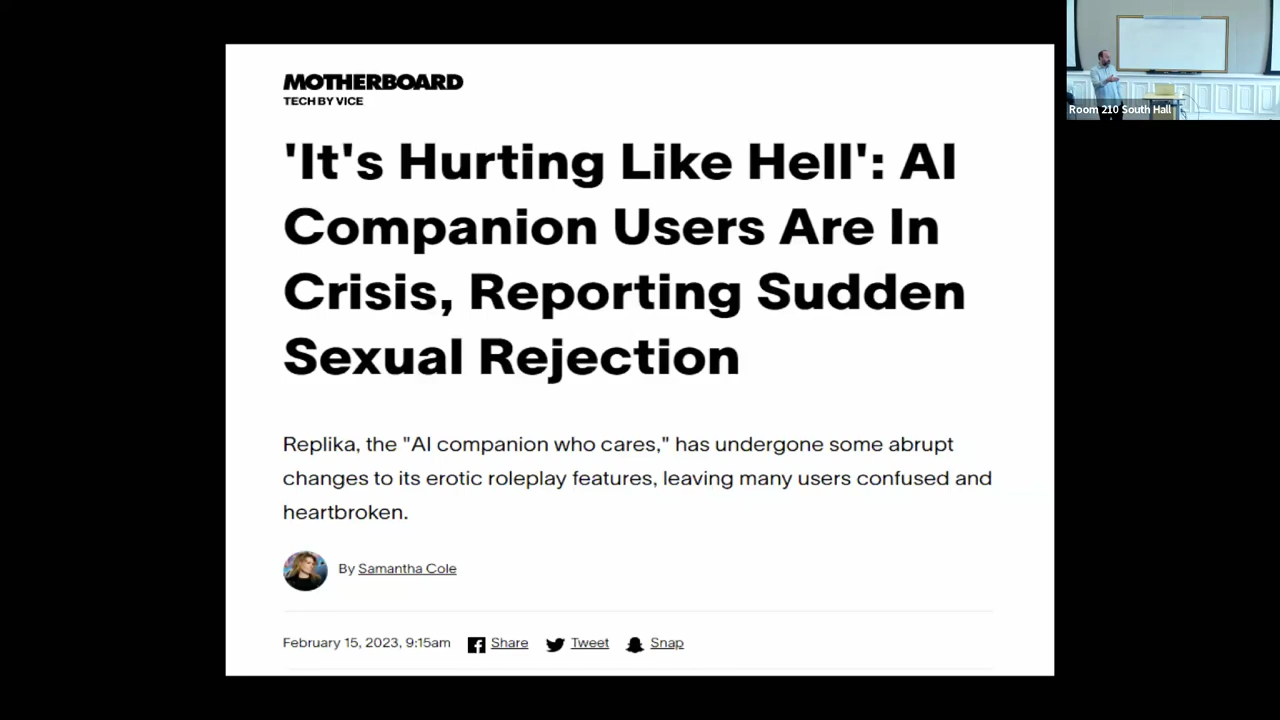 MOTHERBOARD
TECH BY VICE
'It's Hurting Like Hell': AI
Companion Users Are In
Crisis, Reporting Sudden
Sexual Rejection
Replika, the "AI companion who cares," has undergone some abrupt
changes to its erotic roleplay features, leaving many users confused and
heartbroken.
By Samantha Cole
February 15, 2023, 9:15am Share Tweet Snap
Room 210 South Hall